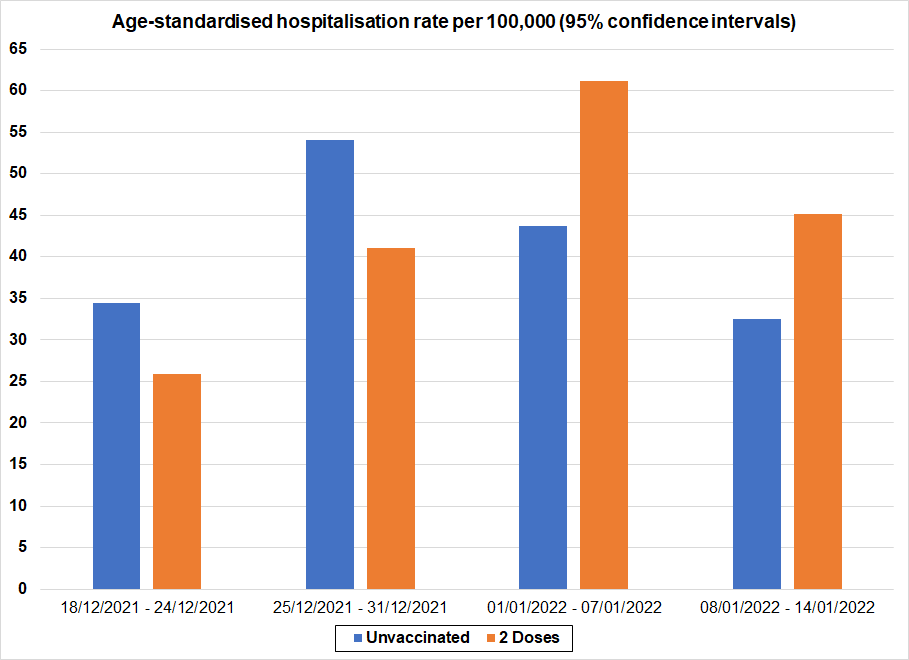 Age-standardised hospitalisation rate per 100,000 (95% confidence intervals)
65
60
55
50
45
40
35
30
25
20
15
10
5
0
18/12/2021 - 24/12/2021
25/12/2021 - 31/12/2021
01/01/2022 - 07/01/2022
08/01/2022 - 14/01/2022
Unvaccinated
2 Doses